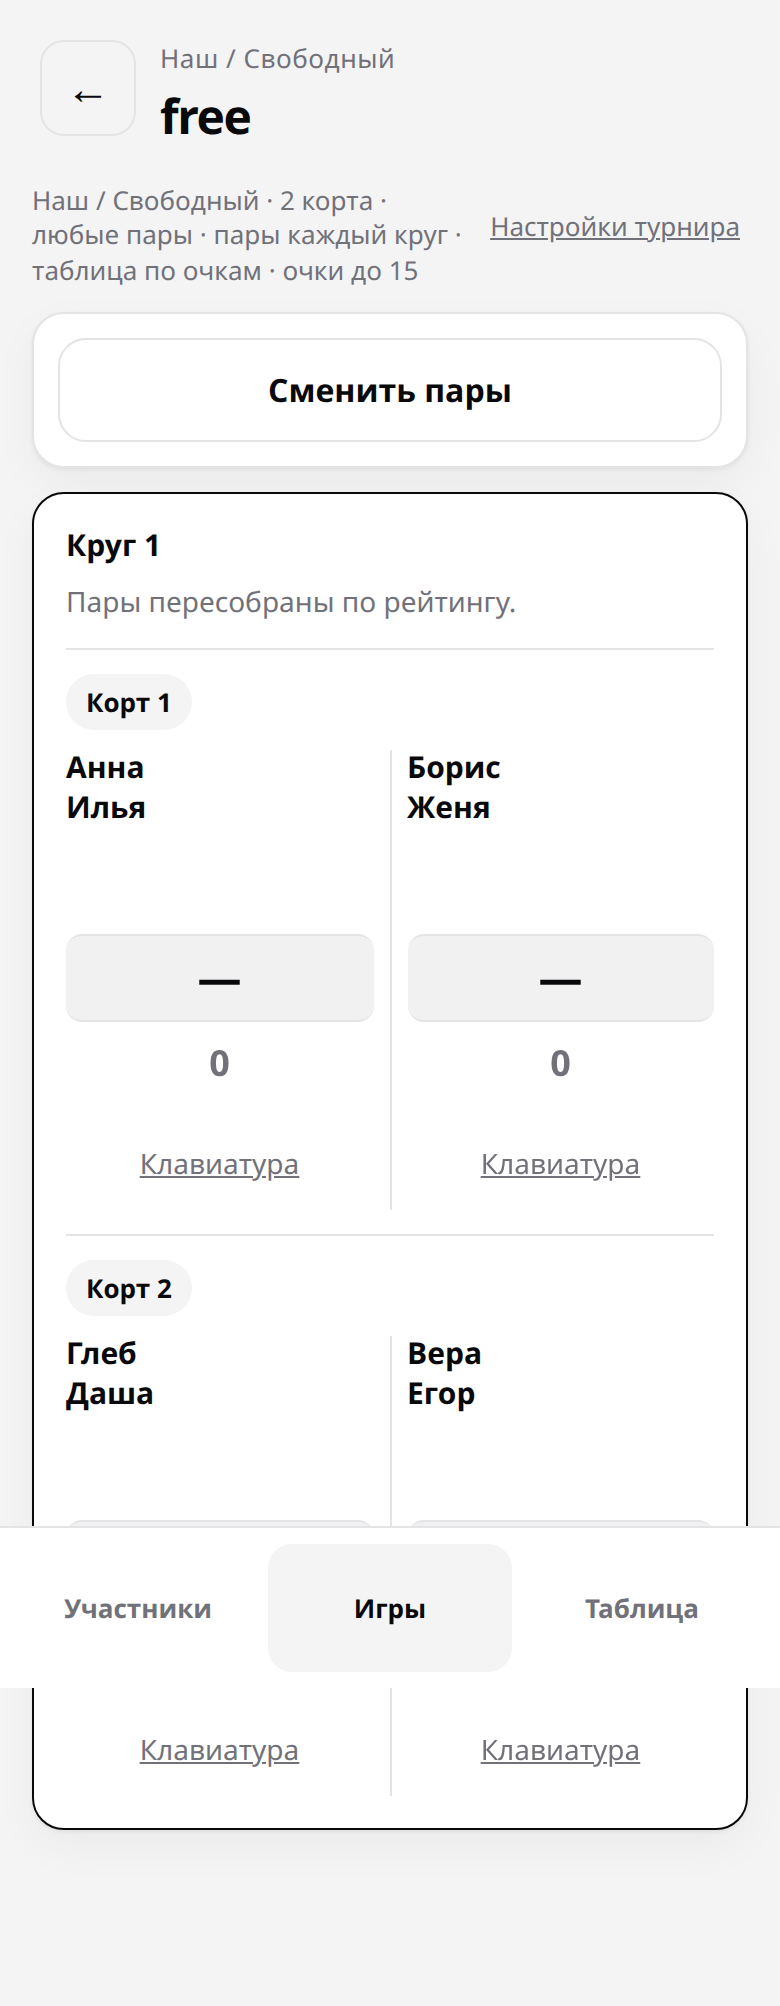 ←
Наш / Свободный
free
Наш / Свободный · 2 корта ·
любые пары · пары каждый круг ·
таблица по очкам · очки до 15
Настройки турнира
Сменить пары
Круг 1
Пары пересобраны по рейтингу.
Корт 1
Анна
Илья
Борис
Женя
—
—
0
0
Клавиатура
Клавиатура
Корт 2
Глеб
Даша
Вера
Егор
Участники
Игры
Таблица
Клавиатура
Клавиатура